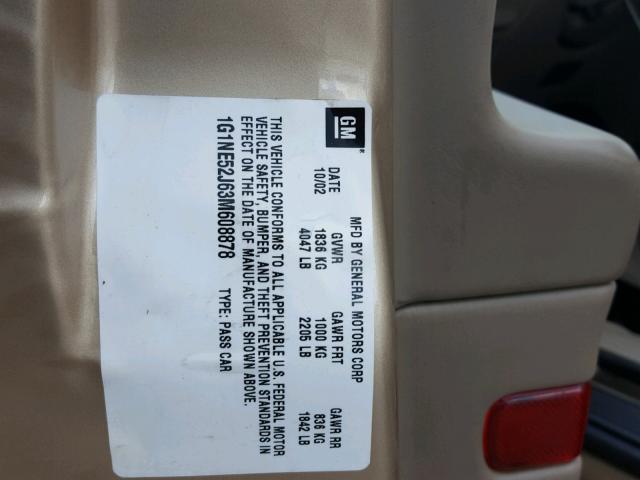 GM
MFD BY GENERAL MOTORS CORP
DATE GVWR GAWR FRT GAWR RR
10/02 1836 KG 1000 KG 836 KG
4047 LB 2205 LB 1842 LB
THIS VEHICLE CONFORMS TO ALL APPLICABLE U.S. FEDERAL MOTOR
VEHICLE SAFETY, BUMPER, AND THEFT PREVENTION STANDARDS IN
EFFECT ON THE DATE OF MANUFACTURE SHOWN ABOVE.
1G1NE52J63M608878 TYPE: PASS CAR